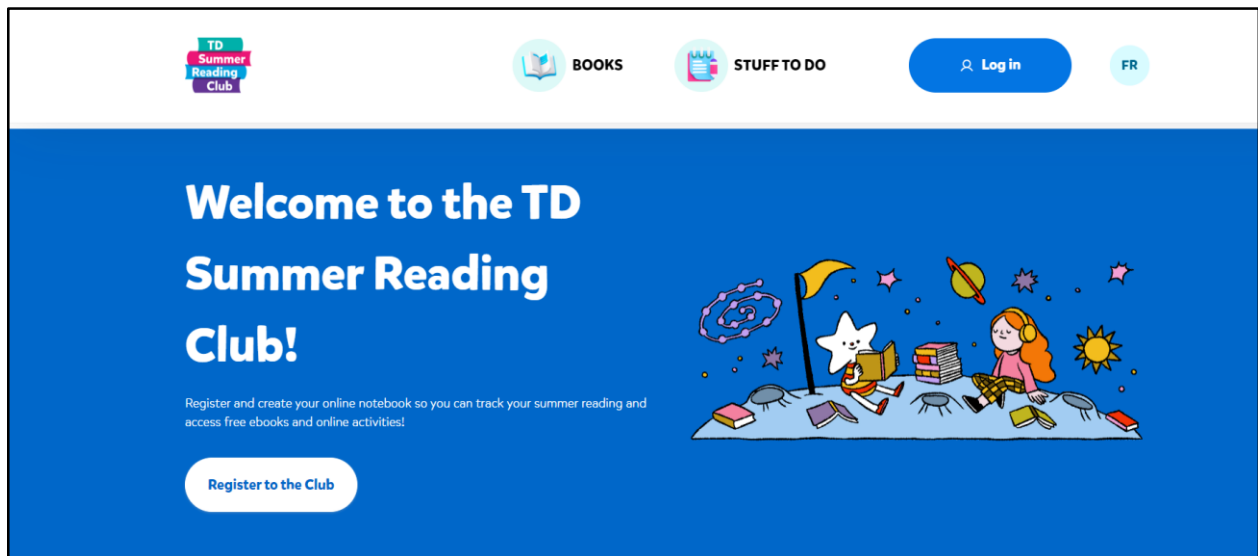 TD
Summer
Reading
Club
BOOKS
STUFF TO DO
Log in
FR
Welcome to the TD
Summer Reading
Club!
Register and create your online notebook so you can track your summer reading and
access free ebooks and online activities!
Register to the Club